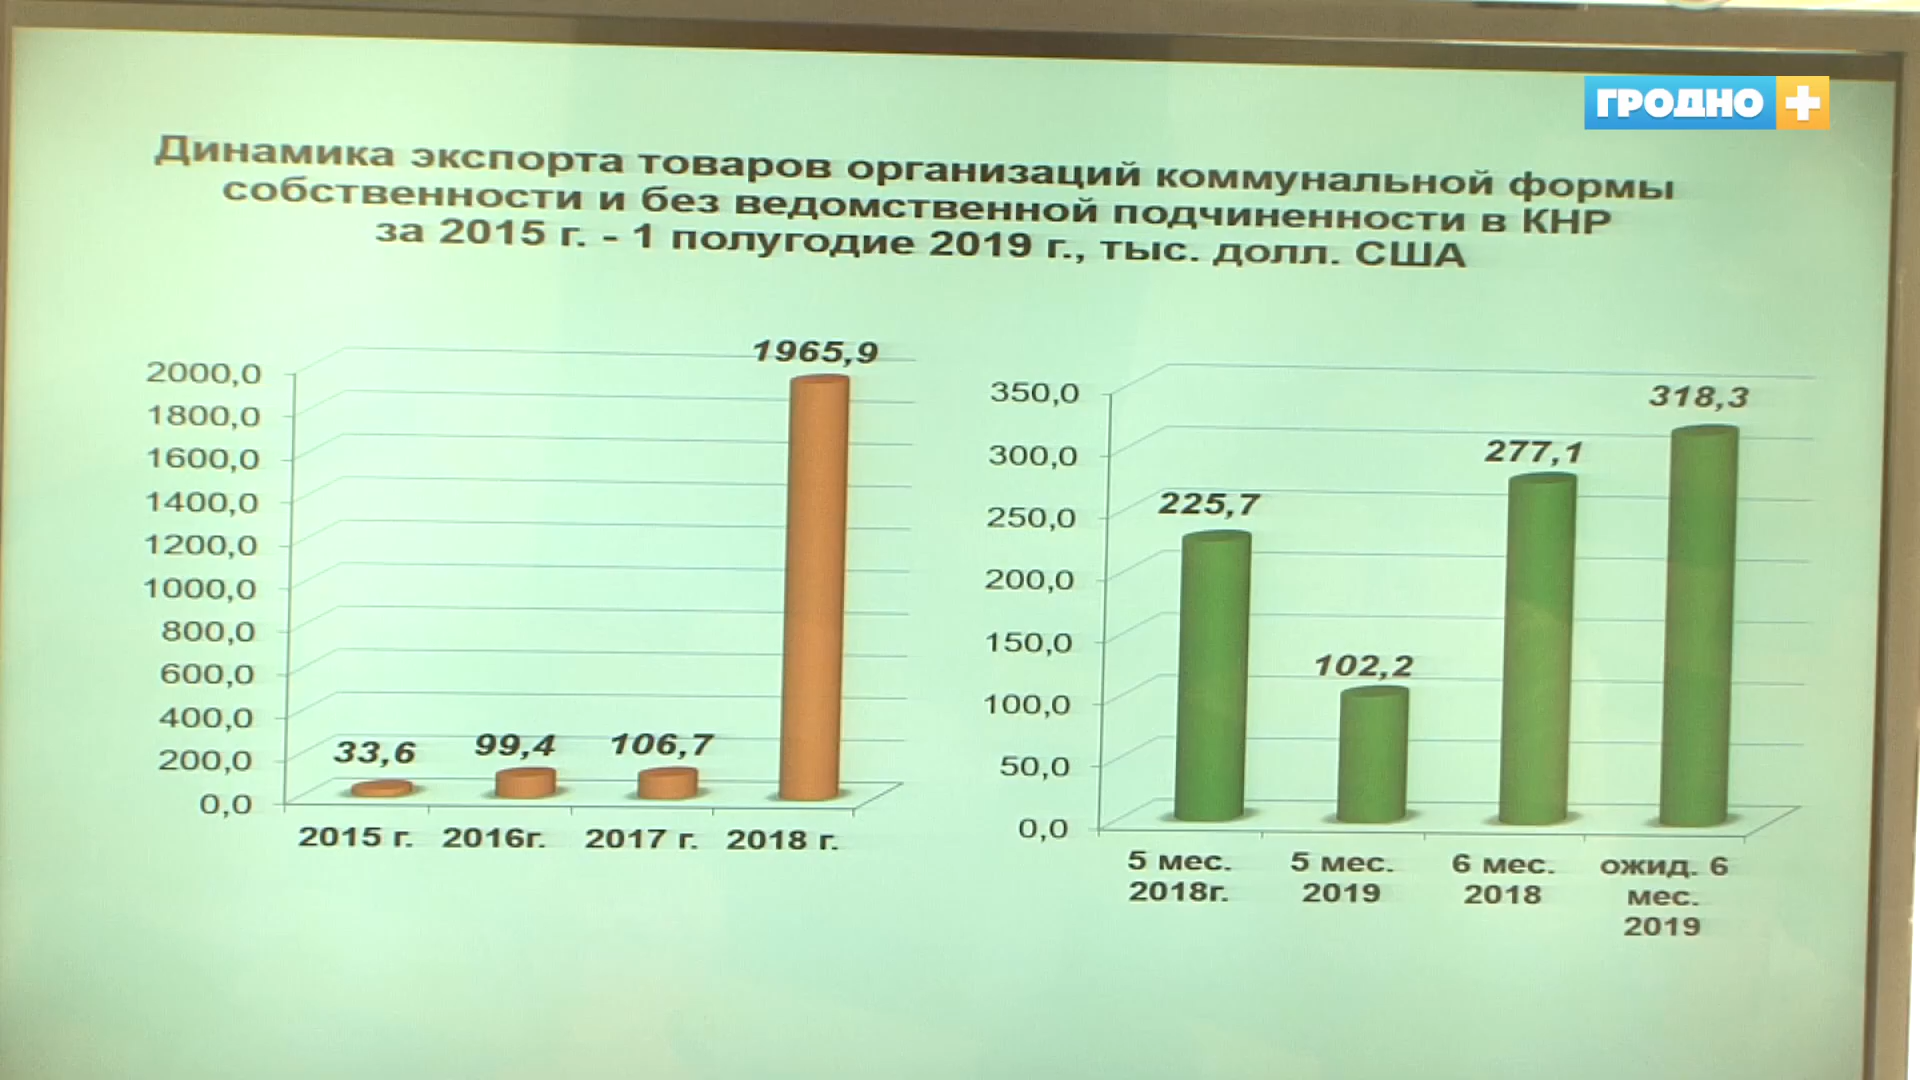 ГРОДНО +
Динамика экспорта товаров организаций коммунальной формы
собственности и без ведомственной подчиненности в КНР
за 2015 г. - 1 полугодие 2019 г., тыс. долл. США
2000,0
1800,0
1600,0
1400,0
1200,0
1000,0
800,0
600,0
400,0
200,0
0,0
33,6
99,4
106,7
1965,9
2015 г.
2016г.
2017 г.
2018 г.
350,0
300,0
250,0
200,0
150,0
100,0
50,0
0,0
225,7
102,2
277,1
318,3
5 мес.
2018г.
5 мес.
2019
6 мес.
2018
ожид. 6
мес.
2019